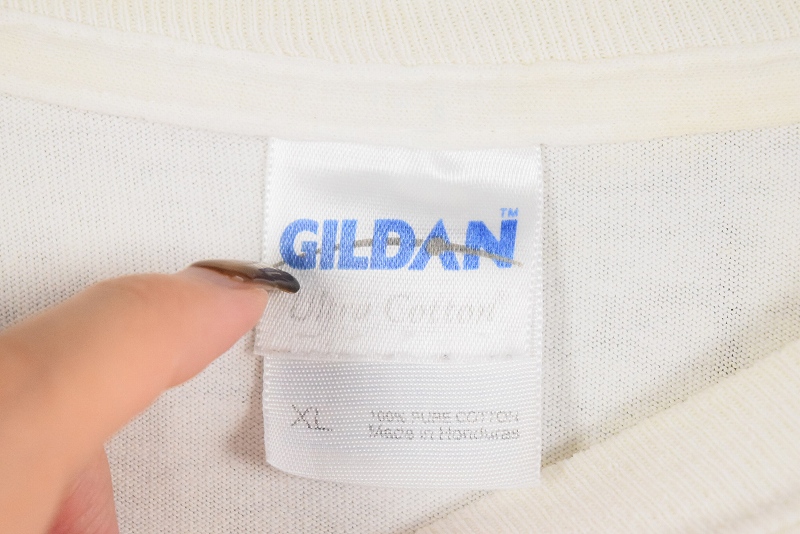 GILDAN™
Ultra Cotton
XL
100% PURE COTTON
Made in Honduras